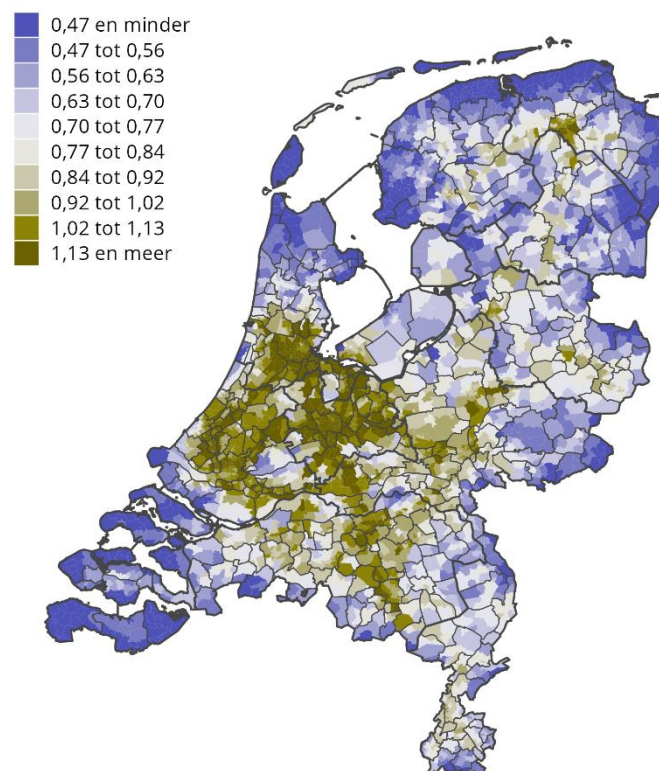 0,47 en minder
0,47 tot 0,56
0,56 tot 0,63
0,63 tot 0,70
0,70 tot 0,77
0,77 tot 0,84
0,84 tot 0,92
0,92 tot 1,02
1,02 tot 1,13
1,13 en meer